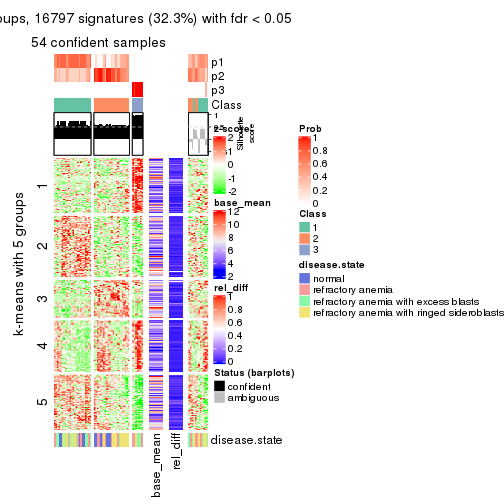 oups, 16797 signatures (32.3%) with fdr < 0.05
54 confident samples
p1
p2
p3
Class
1
0.5
Silhouette
score
z-score
2
1
0
-1
-2
base_mean
12
10
8
6
4
2
rel_diff
1
0.8
0.6
0.4
0.2
0
Status (barplots)
confident
ambiguous
Prob
1
0.8
0.6
0.4
0.2
0
Class
1
2
3
disease.state
normal
refractory anemia
refractory anemia with excess blasts
refractory anemia with ringed sideroblasts
k-means with 5 groups
1
2
3
4
5
disease.state
base_mean
rel_diff